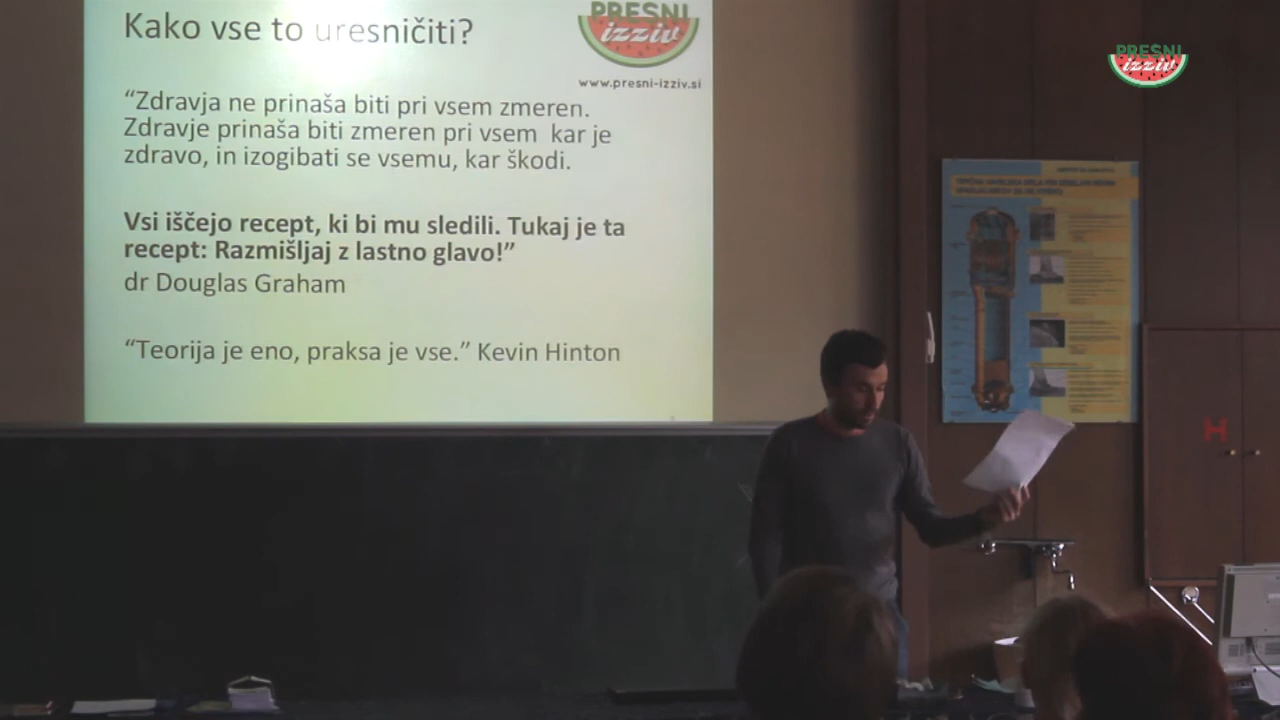 Kako vse to uresničiti?
PRESNI
izziv
www.presni-izziv.si
“Zdravja ne prinaša biti pri vsem zmeren.
Zdravje prinaša biti zmeren pri vsem kar je
zdravo, in izogibati se vsemu, kar škodi.
Vsi iščejo recept, ki bi mu sledili. Tukaj je ta
recept: Razmišljaj z lastno glavo!”
dr Douglas Graham
“Teorija je eno, praksa je vse.” Kevin Hinton
PRESNI
izziv
H